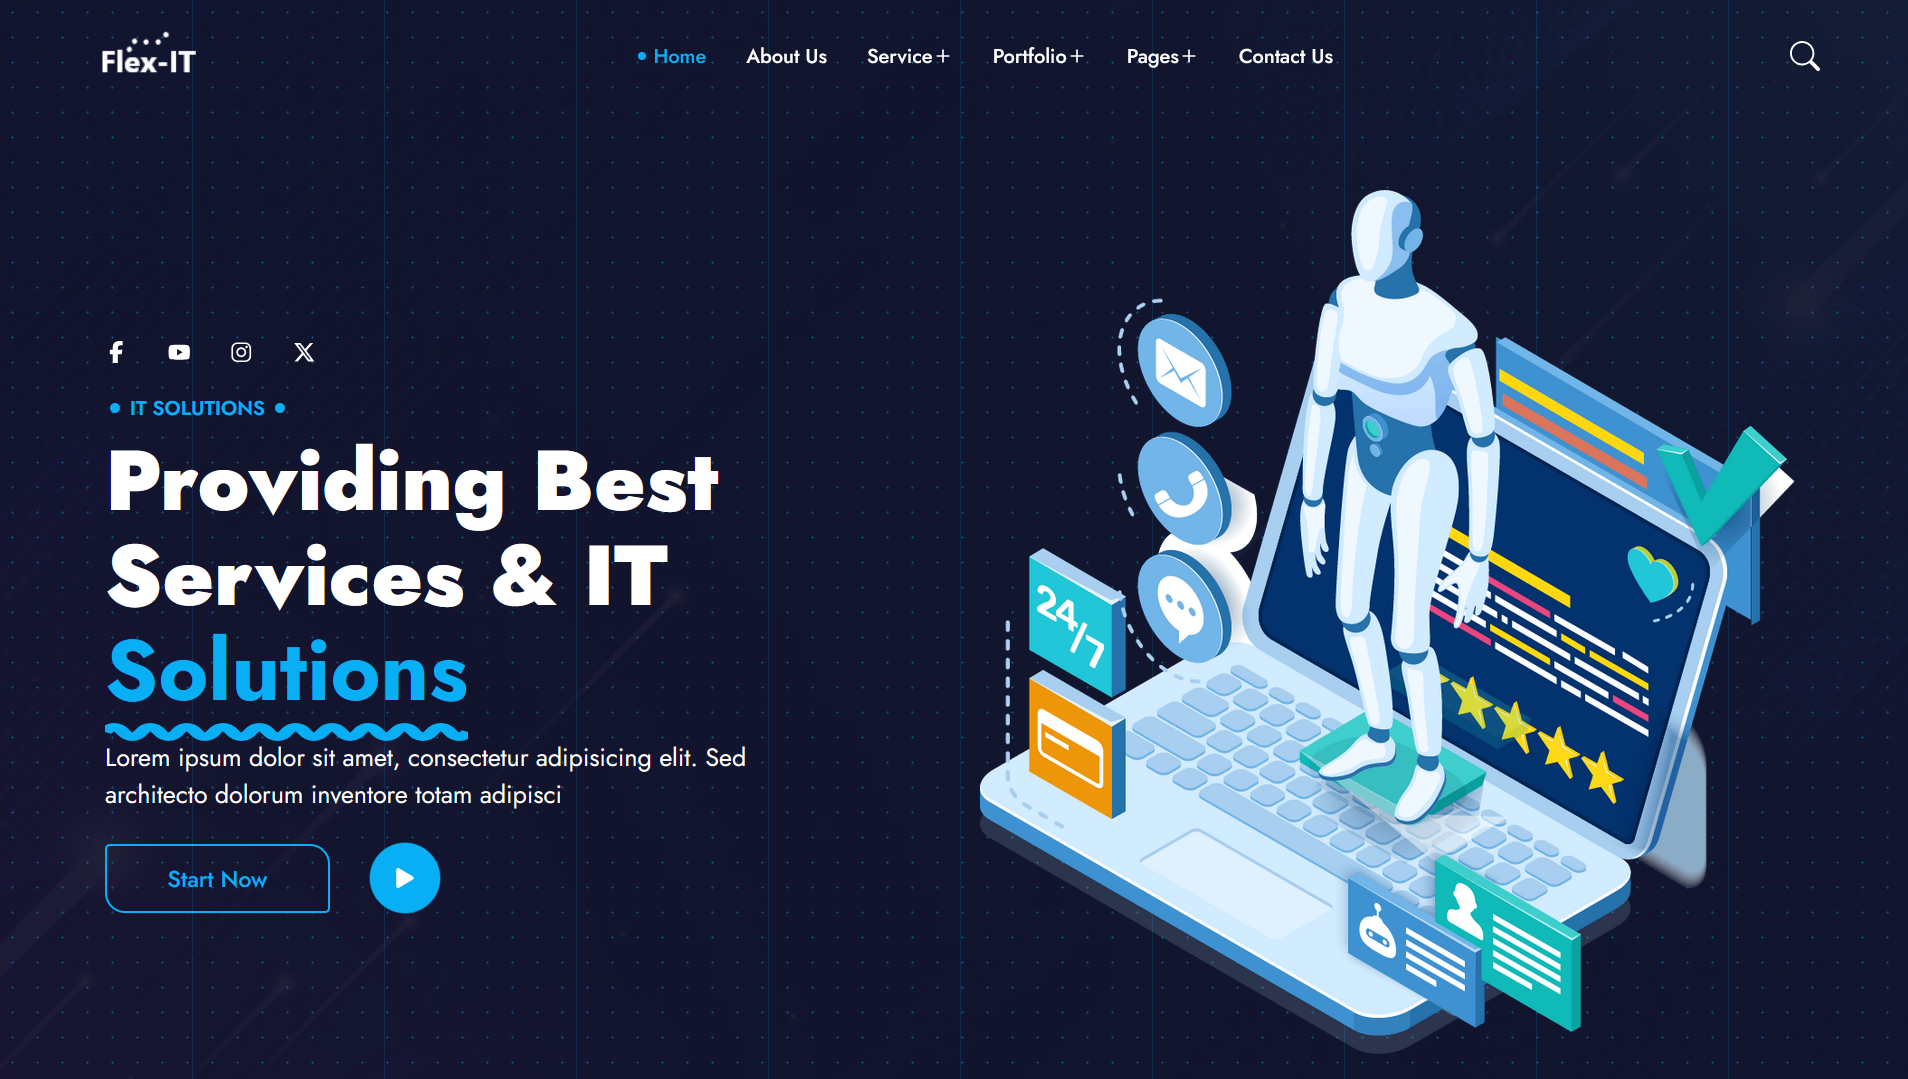 Flex-IT
Home About Us Service+ Portfolio+ Pages+ Contact Us
IT SOLUTIONS
Providing Best
Services & IT
Solutions
Lorem ipsum dolor sit amet, consectetur adipisicing elit. Sed
architecto dolorum inventore totam adipisci
Start Now
24/7